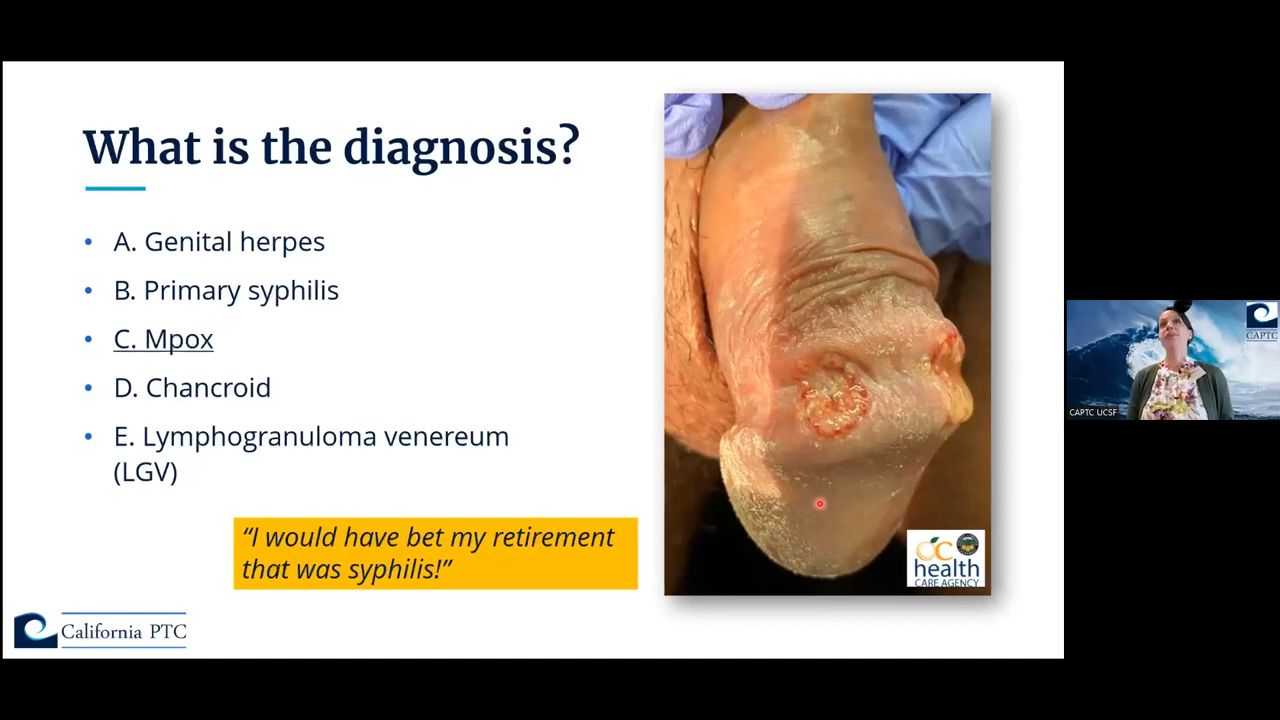 What is the diagnosis?
• A. Genital herpes
• B. Primary syphilis
• C. Mpox
• D. Chancroid
• E. Lymphogranuloma venereum
(LGV)
“I would have bet my retirement
that was syphilis!”
OC
health
CARE AGENCY
California PTC
CAPTC
CAPTC UCSF